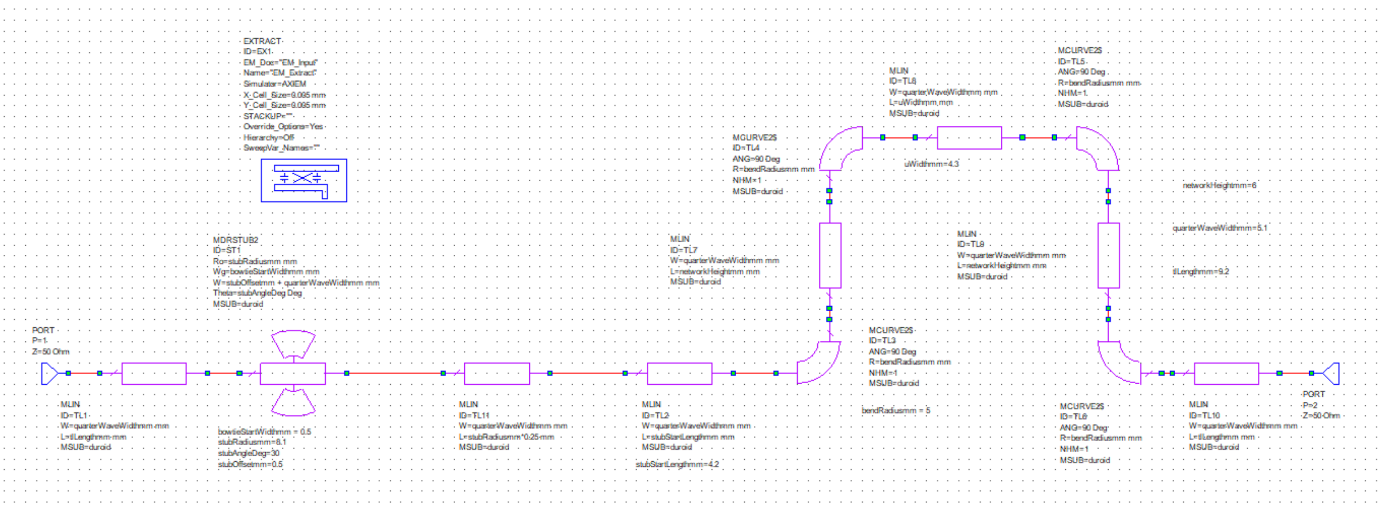 EXTRACT
ID=EX1
EM_Doc="EM_Input"
Name="EM_Extract"
Simulator=AXIEM
X_Cell_Size=0.085 mm
Y_Cell_Size=0.085 mm
STACKUP=""
Override_Options=Yes
Hierarchy=Off
SweepVar_Names=""
MCURVE2$
ID=TL5
ANG=90 Deg
R=bendRadiusmm mm
NHM=1
MSUB=duroid
MLIN
ID=TL8
W=quarterWaveWidthmm mm
L=uWidthmm mm
MSUB=duroid
MCURVE2$
ID=TL4
ANG=90 Deg
R=bendRadiusmm mm
NHM=1
MSUB=duroid
uWidthmm=4.3
networkHeightmm=6
quarterWaveWidthmm=5.1
tlLengthmm=9.2
MDRSTUB2
ID=ST1
Ro=stubRadiusmm mm
Wg=bowtieStartWidthmm mm
W=stubOffsetmm + quarterWaveWidthmm mm
Theta=stubAngleDeg Deg
MSUB=duroid
MLIN
ID=TL7
W=quarterWaveWidthmm mm
L=networkHeightmm mm
MSUB=duroid
MLIN
ID=TL9
W=quarterWaveWidthmm mm
L=networkHeightmm mm
MSUB=duroid
PORT
P=1
Z=50 Ohm
MCURVE2$
ID=TL3
ANG=90 Deg
R=bendRadiusmm mm
NHM=1
MSUB=duroid
bendRadiusmm = 5
MLIN
ID=TL1
W=quarterWaveWidthmm mm
L=tlLengthmm mm
MSUB=duroid
bowtieStartWidthmm = 0.5
stubRadiusmm=8.1
stubAngleDeg=30
stubOffsetmm=0.5
MLIN
ID=TL11
W=quarterWaveWidthmm mm
L=stubRadiusmm*0.25 mm
MSUB=duroid
MLIN
ID=TL2
W=quarterWaveWidthmm mm
L=stubStartLengthmm mm
MSUB=duroid
stubStartLengthmm=4.2
MCURVE2$
ID=TL6
ANG=90 Deg
R=bendRadiusmm mm
NHM=1
MSUB=duroid
MLIN
ID=TL10
W=quarterWaveWidthmm mm
L=tlLengthmm mm
MSUB=duroid
PORT
P=2
Z=50 Ohm